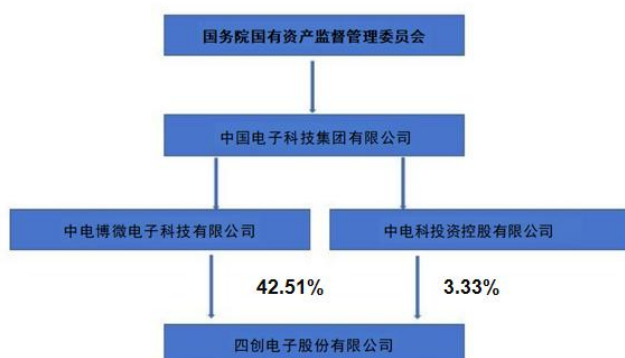 国务院国有资产监督管理委员会
中国电子科技集团有限公司
中电博微电子科技有限公司
中电科投资控股有限公司
42.51%
3.33%
四创电子股份有限公司